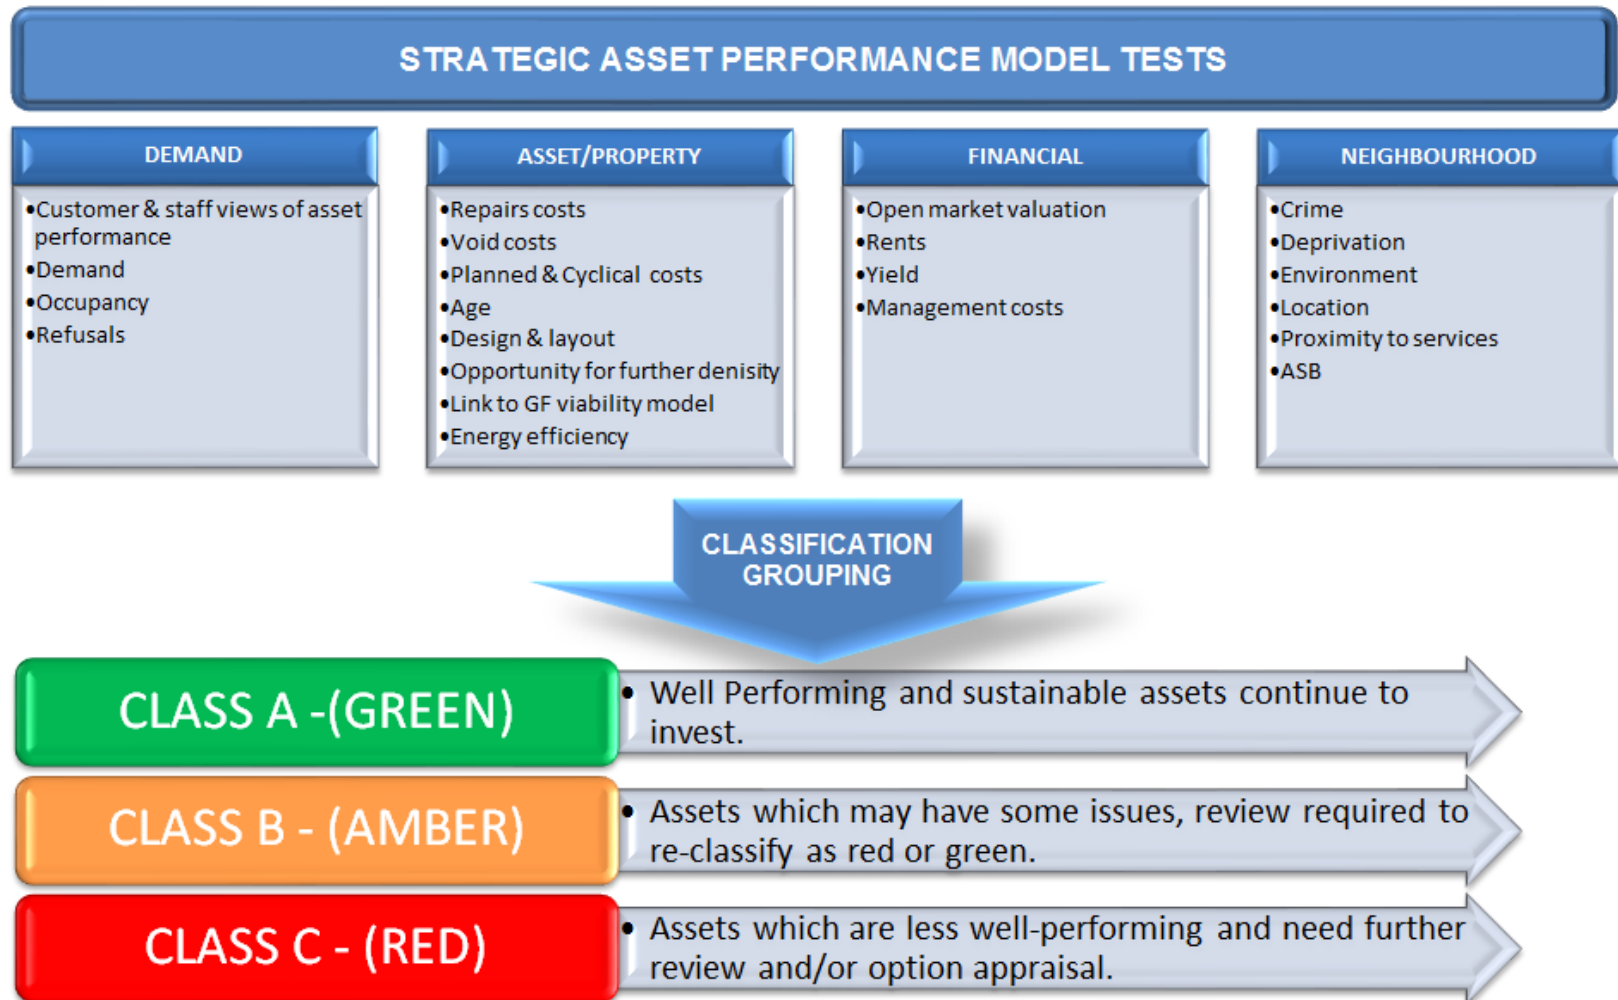 STRATEGIC ASSET PERFORMANCE MODEL TESTS
DEMAND
•Customer & staff views of asset
performance
•Demand
•Occupancy
•Refusals
ASSET/PROPERTY
•Repairs costs
•Void costs
•Planned & Cyclical costs
•Age
•Design & layout
•Opportunity for further denisity
•Link to GF viability model
•Energy efficiency
FINANCIAL
•Open market valuation
•Rents
•Yield
•Management costs
NEIGHBOURHOOD
•Crime
•Deprivation
•Environment
•Location
•Proximity to services
•ASB
CLASSIFICATION
GROUPING
CLASS A -(GREEN)
• Well Performing and sustainable assets continue to
invest.
CLASS B - (AMBER)
• Assets which may have some issues, review required to
re-classify as red or green.
CLASS C - (RED)
• Assets which are less well-performing and need further
review and/or option appraisal.